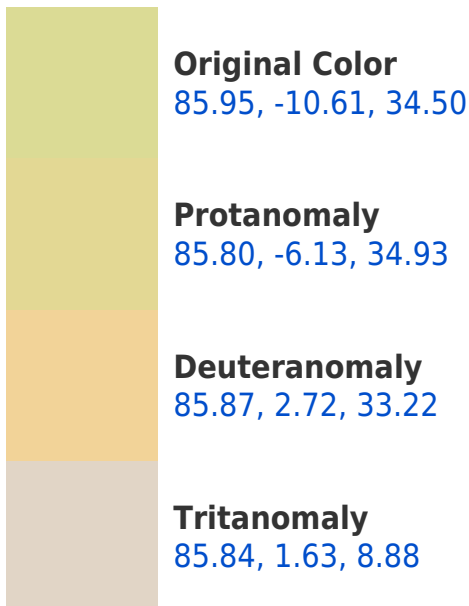 Original Color
85.95, -10.61, 34.50
Protanomaly
85.80, -6.13, 34.93
Deuteranomaly
85.87, 2.72, 33.22
Tritanomaly
85.84, 1.63, 8.88